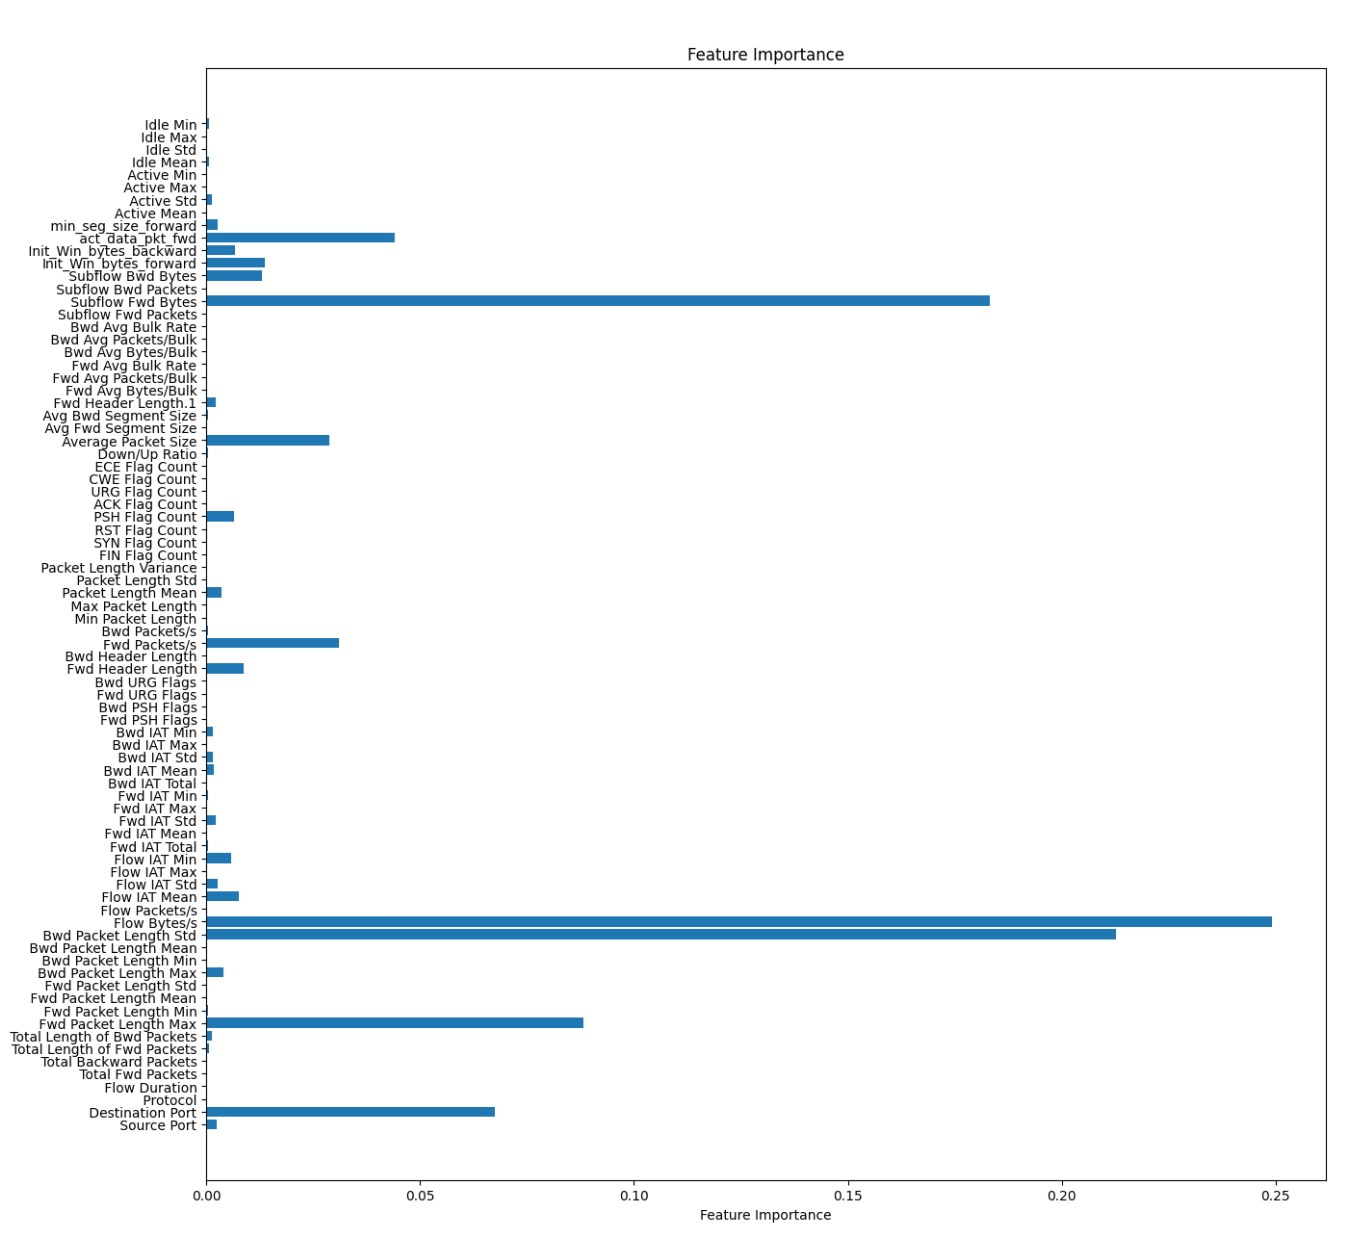 Feature Importance
Idle Min
Idle Max
Idle Std
Idle Mean
Active Min
Active Max
Active Std
Active Mean
min_seg_size_forward
act_data_pkt_fwd
Init_Win_bytes_backward
Init_Win_bytes_forward
Subflow Bwd Bytes
Subflow Bwd Packets
Subflow Fwd Bytes
Subflow Fwd Packets
Bwd Avg Bulk Rate
Bwd Avg Packets/Bulk
Bwd Avg Bytes/Bulk
Fwd Avg Bulk Rate
Fwd Avg Packets/Bulk
Fwd Avg Bytes/Bulk
Fwd Header Length.1
Avg Bwd Segment Size
Avg Fwd Segment Size
Average Packet Size
Down/Up Ratio
ECE Flag Count
CWE Flag Count
URG Flag Count
ACK Flag Count
PSH Flag Count
RST Flag Count
SYN Flag Count
FIN Flag Count
Packet Length Variance
Packet Length Std
Packet Length Mean
Max Packet Length
Min Packet Length
Bwd Packets/s
Fwd Packets/s
Bwd Header Length
Fwd Header Length
Bwd URG Flags
Fwd URG Flags
Bwd PSH Flags
Fwd PSH Flags
Bwd IAT Min
Bwd IAT Max
Bwd IAT Std
Bwd IAT Mean
Bwd IAT Total
Fwd IAT Min
Fwd IAT Max
Fwd IAT Std
Fwd IAT Mean
Fwd IAT Total
Flow IAT Min
Flow IAT Max
Flow IAT Std
Flow IAT Mean
Flow Packets/s
Flow Bytes/s
Bwd Packet Length Std
Bwd Packet Length Mean
Bwd Packet Length Min
Bwd Packet Length Max
Fwd Packet Length Std
Fwd Packet Length Mean
Fwd Packet Length Min
Fwd Packet Length Max
Total Length of Bwd Packets
Total Length of Fwd Packets
Total Backward Packets
Total Fwd Packets
Flow Duration
Protocol
Destination Port
Source Port
0.00 0.05 0.10 0.15 0.20 0.25
Feature Importance